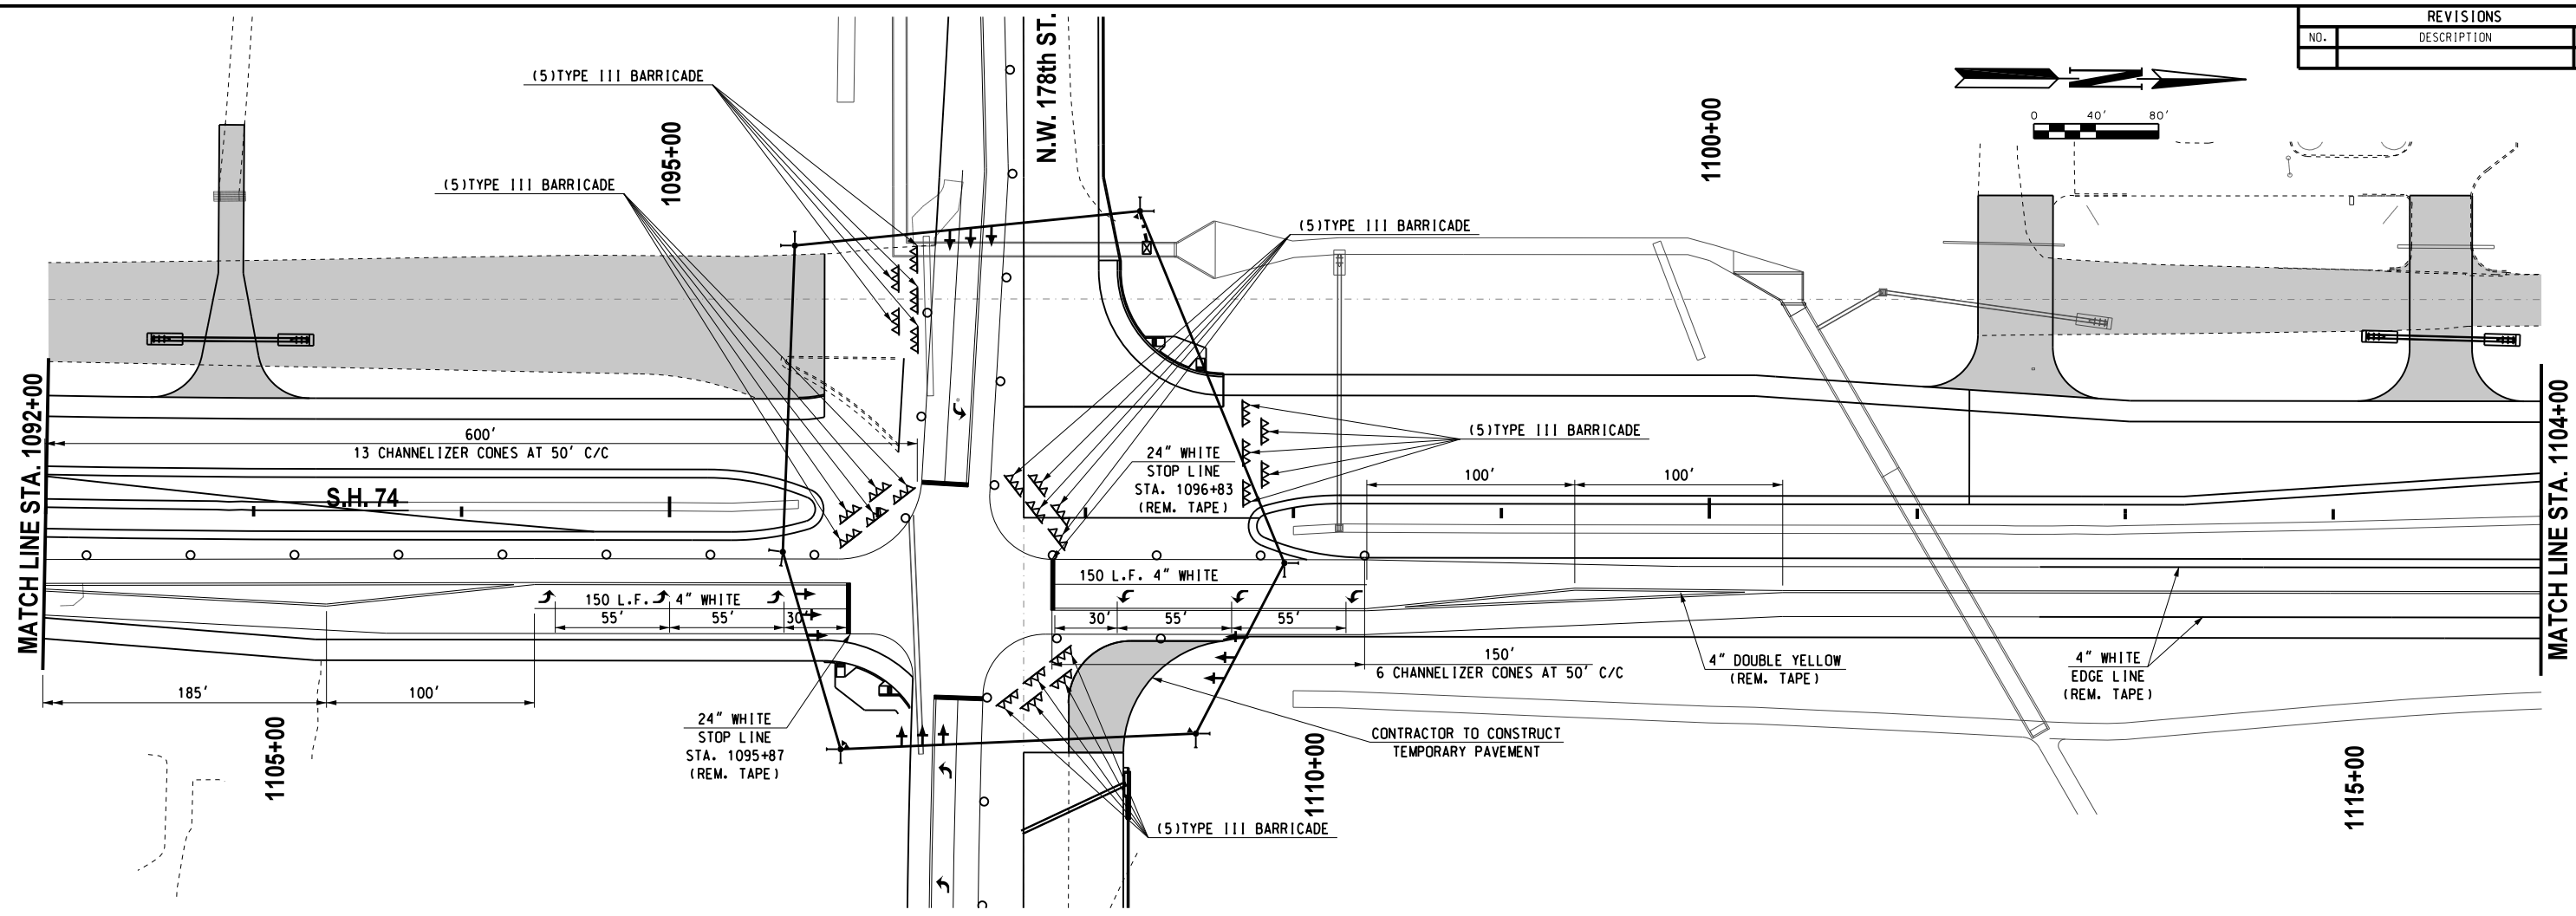 REVISIONS
NO.
DESCRIPTION
0 40' 80'
N.W. 178th ST.
1095+00
1100+00
(5)TYPE III BARRICADE
(5)TYPE III BARRICADE
(5)TYPE III BARRICADE
(5)TYPE III BARRICADE
MATCH LINE STA. 1092+00
MATCH LINE STA. 1104+00
600'
13 CHANNELIZER CONES AT 50' C/C
24" WHITE
STOP LINE
STA. 1096+83
(REM. TAPE)
100'
100'
S.H. 74
150 L.F. 4" WHITE
55'
55'
30'
150 L.F. 4" WHITE
30'
55'
55'
150'
6 CHANNELIZER CONES AT 50' C/C
4" DOUBLE YELLOW
(REM. TAPE)
4" WHITE
EDGE LINE
(REM. TAPE)
185'
100'
24" WHITE
STOP LINE
STA. 1095+87
(REM. TAPE)
CONTRACTOR TO CONSTRUCT
TEMPORARY PAVEMENT
1105+00
1110+00
1115+00
(5)TYPE III BARRICADE